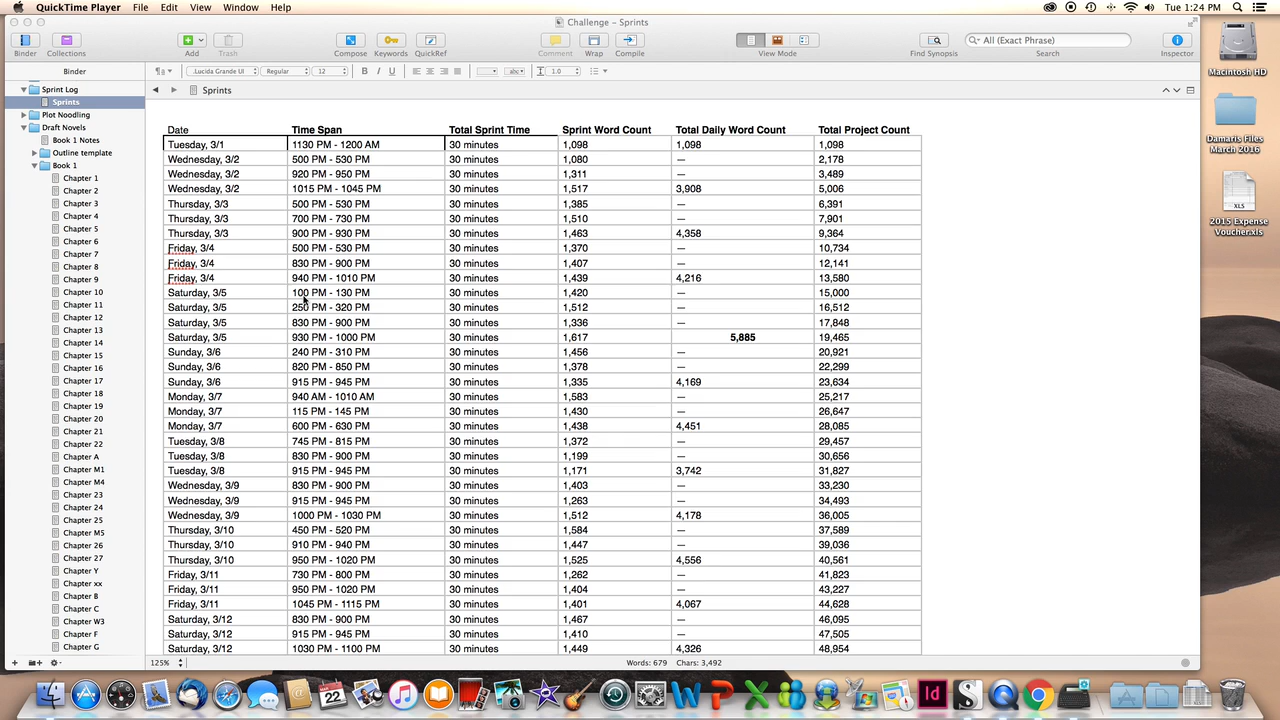 QuickTime Player File Edit View Window Help Tue 1:24 PM
Challenge - Sprints
Binder Collections Add Trash Compose Keywords QuickRef Comment Wrap Compile View Mode Find Synopsis All (Exact Phrase) Search Inspector
Binder Lucida Grande UI Regular 12 B I U abc 1.0
Sprint Log Sprints
Sprints
Plot Noodling
Draft Novels
Book 1 Notes
Outline template
Book 1
Chapter 1
Chapter 2
Chapter 3
Chapter 4
Chapter 5
Chapter 6
Chapter 7
Chapter 8
Chapter 9
Chapter 10
Chapter 11
Chapter 12
Chapter 13
Chapter 14
Chapter 15
Chapter 16
Chapter 17
Chapter 18
Chapter 19
Chapter 20
Chapter 21
Chapter 22
Chapter A
Chapter M1
Chapter M4
Chapter 23
Chapter 24
Chapter 25
Chapter M5
Chapter 26
Chapter 27
Chapter Y
Chapter xx
Chapter B
Chapter C
Chapter W3
Chapter F
Chapter G
Date Time Span Total Sprint Time Sprint Word Count Total Daily Word Count Total Project Count
Tuesday, 3/1 1130 PM - 1200 AM 30 minutes 1,098 1,098 1,098
Wednesday, 3/2 500 PM - 530 PM 30 minutes 1,080 — 2,178
Wednesday, 3/2 920 PM - 950 PM 30 minutes 1,311 — 3,489
Wednesday, 3/2 1015 PM - 1045 PM 30 minutes 1,517 3,908 5,006
Thursday, 3/3 500 PM - 530 PM 30 minutes 1,385 — 6,391
Thursday, 3/3 700 PM - 730 PM 30 minutes 1,510 — 7,901
Thursday, 3/3 900 PM - 930 PM 30 minutes 1,463 4,358 9,364
Friday, 3/4 500 PM - 530 PM 30 minutes 1,370 — 10,734
Friday, 3/4 830 PM - 900 PM 30 minutes 1,407 — 12,141
Friday, 3/4 940 PM - 1010 PM 30 minutes 1,439 4,216 13,580
Saturday, 3/5 100 PM - 130 PM 30 minutes 1,420 — 15,000
Saturday, 3/5 250 PM - 320 PM 30 minutes 1,512 — 16,512
Saturday, 3/5 830 PM - 900 PM 30 minutes 1,336 — 17,848
Saturday, 3/5 930 PM - 1000 PM 30 minutes 1,617 5,885 19,465
Sunday, 3/6 240 PM - 310 PM 30 minutes 1,456 — 20,921
Sunday, 3/6 820 PM - 850 PM 30 minutes 1,378 — 22,299
Sunday, 3/6 915 PM - 945 PM 30 minutes 1,335 4,169 23,634
Monday, 3/7 940 AM - 1010 AM 30 minutes 1,583 — 25,217
Monday, 3/7 115 PM - 145 PM 30 minutes 1,430 — 26,647
Monday, 3/7 600 PM - 630 PM 30 minutes 1,438 4,451 28,085
Tuesday, 3/8 745 PM - 815 PM 30 minutes 1,372 — 29,457
Tuesday, 3/8 830 PM - 900 PM 30 minutes 1,199 — 30,656
Tuesday, 3/8 915 PM - 945 PM 30 minutes 1,171 3,742 31,827
Wednesday, 3/9 830 PM - 900 PM 30 minutes 1,403 — 33,230
Wednesday, 3/9 915 PM - 945 PM 30 minutes 1,263 — 34,493
Wednesday, 3/9 1000 PM - 1030 PM 30 minutes 1,512 4,178 36,005
Thursday, 3/10 450 PM - 520 PM 30 minutes 1,584 — 37,589
Thursday, 3/10 910 PM - 940 PM 30 minutes 1,447 — 39,036
Thursday, 3/10 950 PM - 1020 PM 30 minutes 1,525 4,556 40,561
Friday, 3/11 730 PM - 800 PM 30 minutes 1,262 — 41,823
Friday, 3/11 950 PM - 1020 PM 30 minutes 1,404 — 43,227
Friday, 3/11 1045 PM - 1115 PM 30 minutes 1,401 4,067 44,628
Saturday, 3/12 830 PM - 900 PM 30 minutes 1,467 — 46,095
Saturday, 3/12 915 PM - 945 PM 30 minutes 1,410 — 47,505
Saturday, 3/12 1030 PM - 1100 PM 30 minutes 1,449 4,326 48,954
125% Words: 679 Chars: 3,492
Macintosh HD
Damaris Files
March 2016
XLS
2015 Expense
Voucher.xls
22
W P X Id S